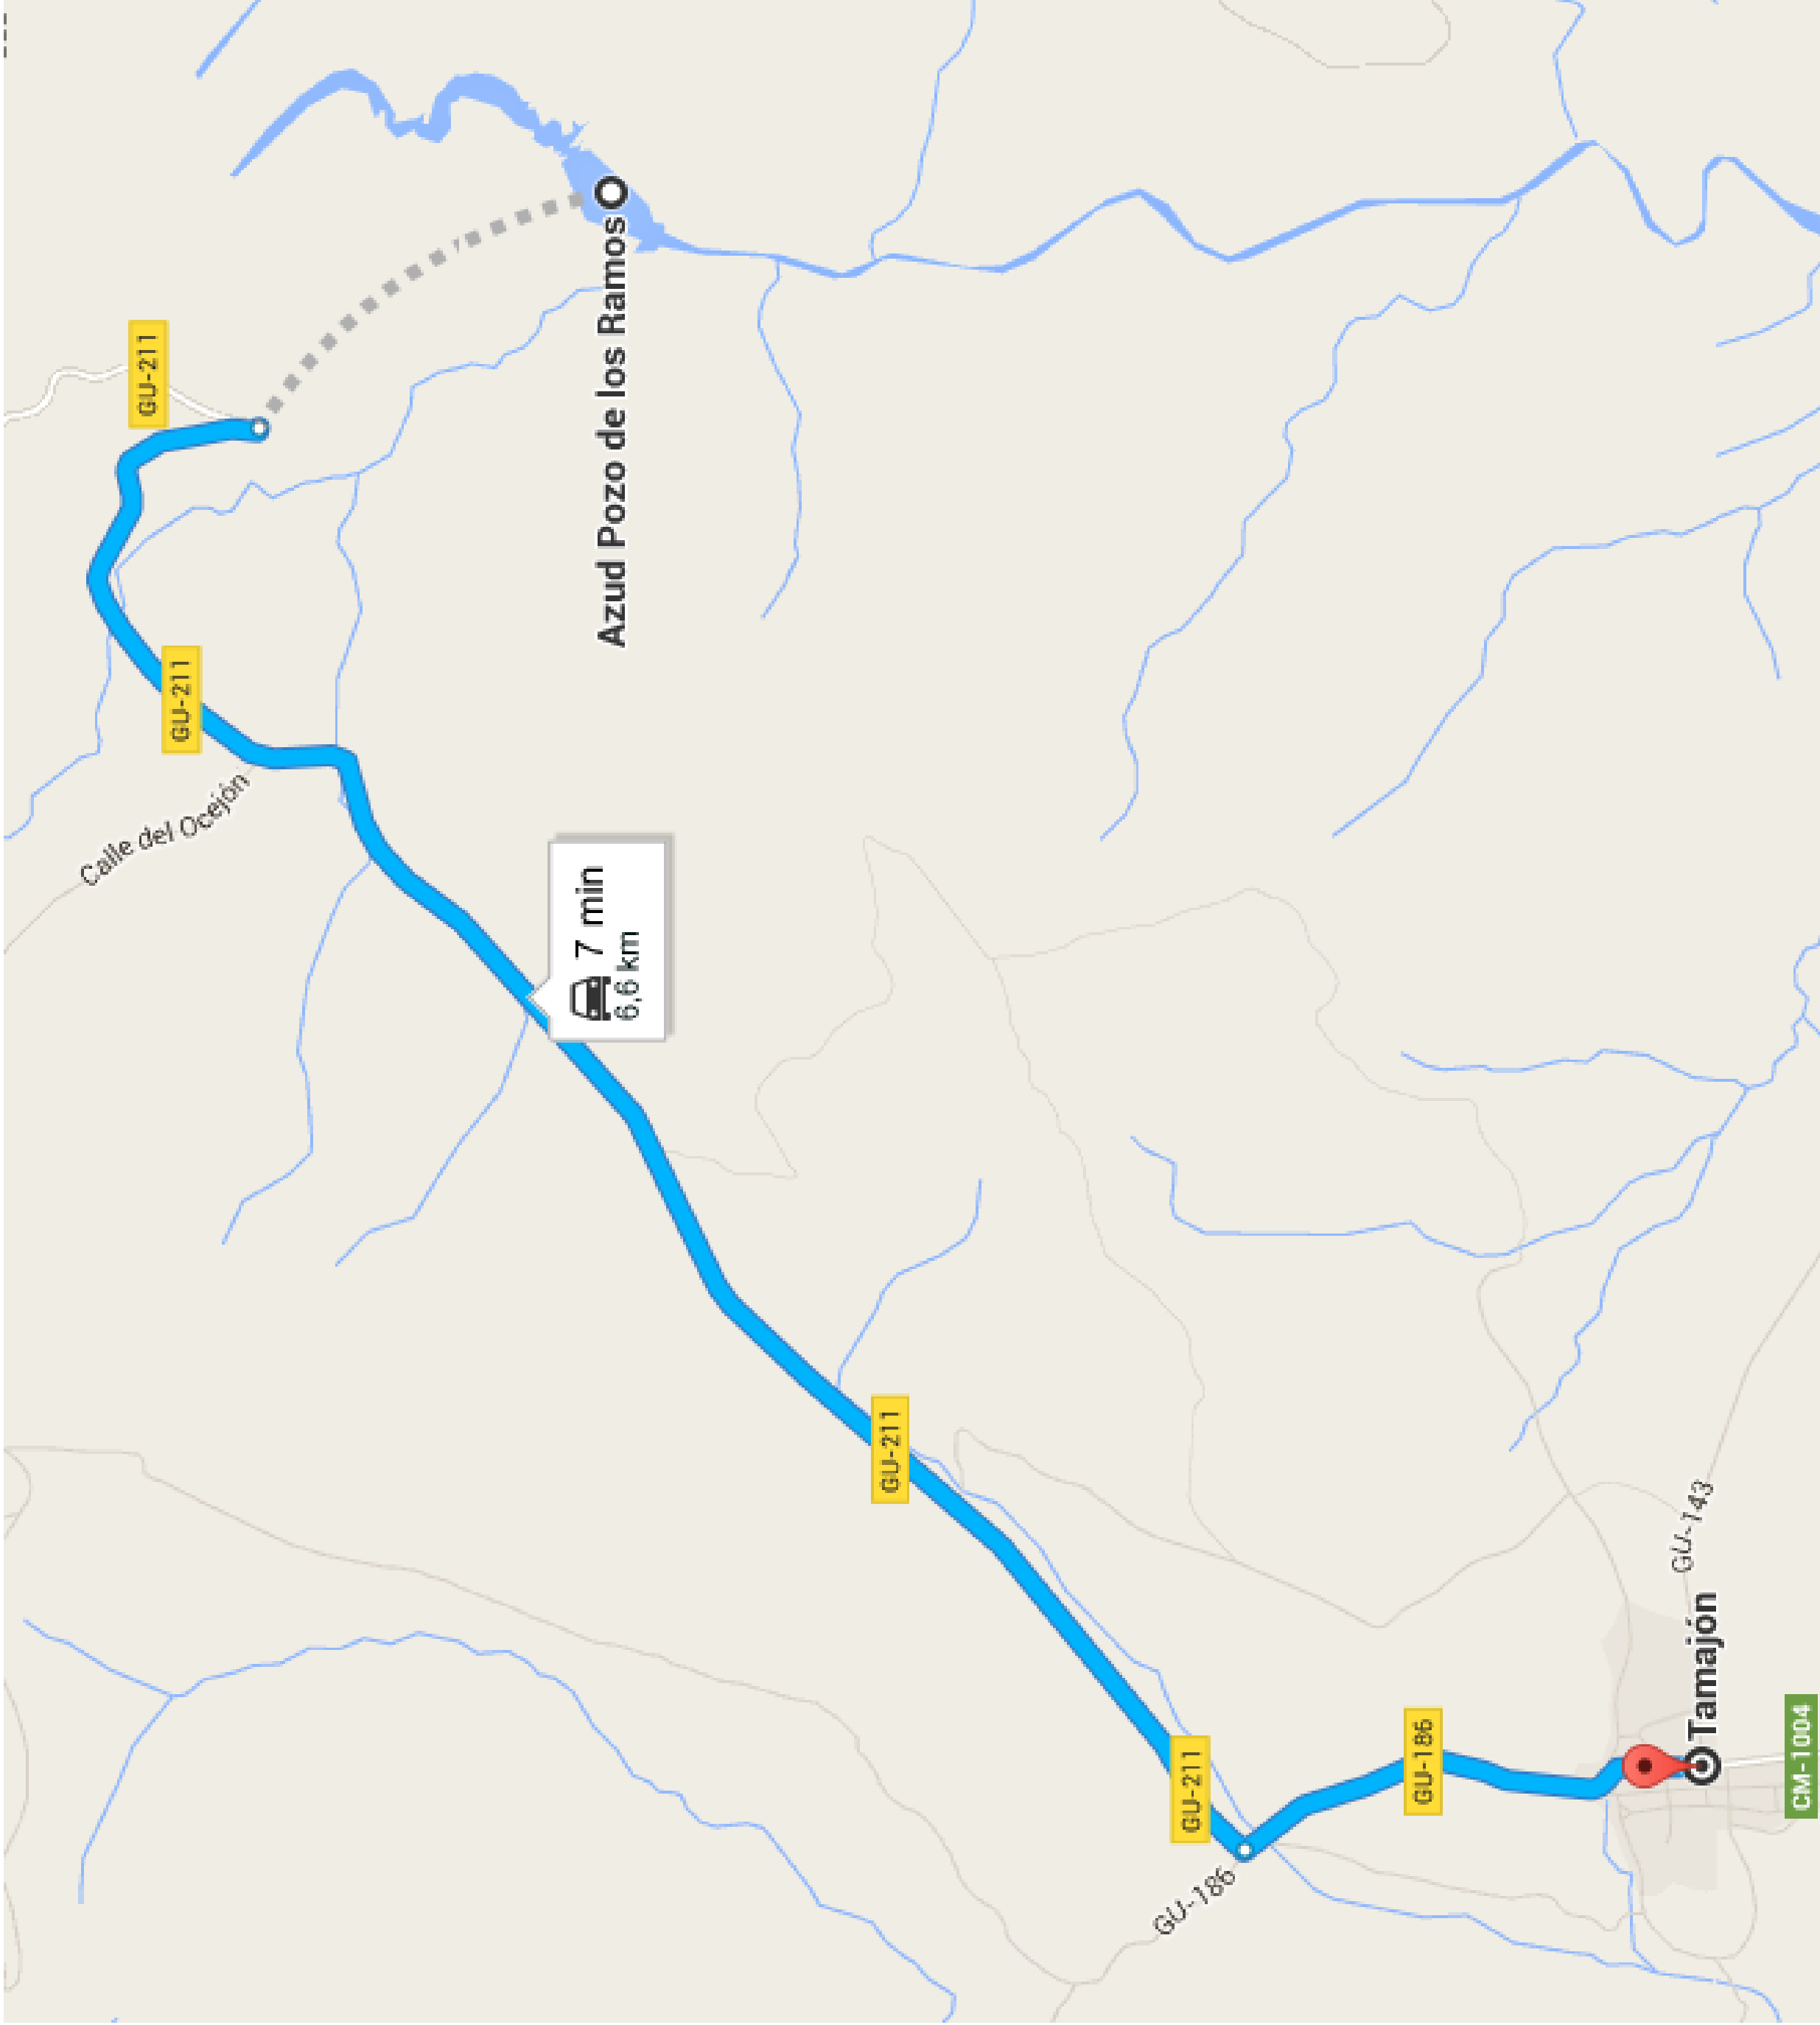 GU-211
Azud Pozo de los Ramos
GU-211
Calle del Ocejón
7 min
6,6 km
GU-211
GU-143
Tamajón
GU-211
GU-186
GU-186
CM-1004